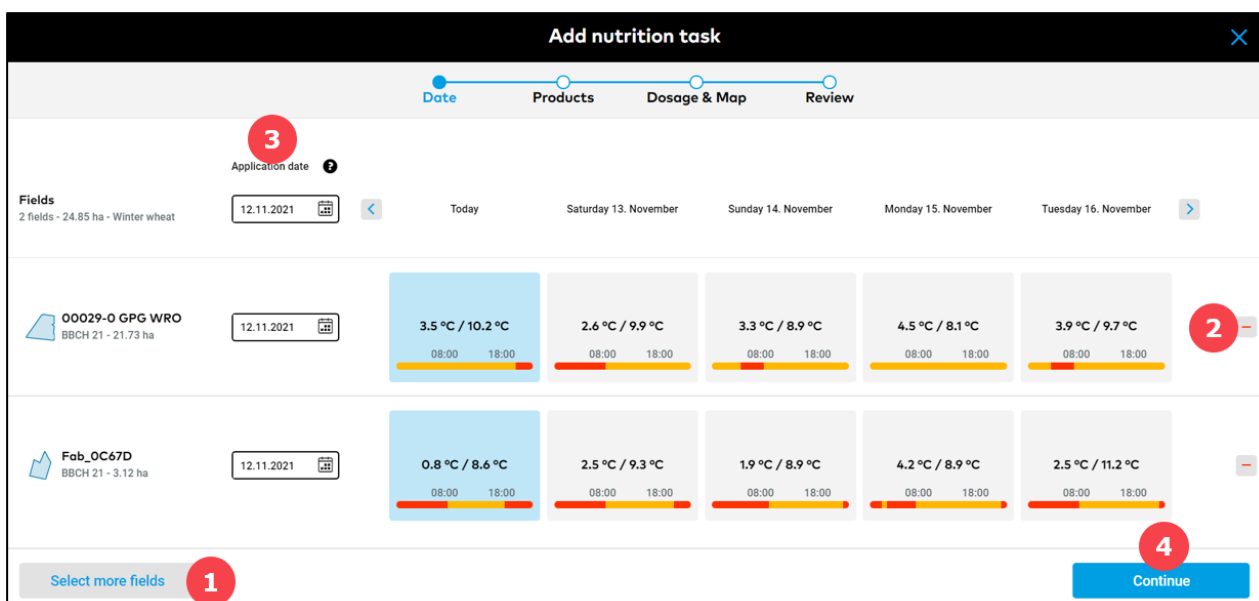 Add nutrition task
Date Products Dosage & Map Review
3
Application date ?
Fields
2 fields - 24.85 ha - Winter wheat
12.11.2021 < Today Saturday 13. November Sunday 14. November Monday 15. November Tuesday 16. November >
00029-0 GPG WRO
BBCH 21 - 21.73 ha
12.11.2021
3.5 °C / 10.2 °C 2.6 °C / 9.9 °C 3.3 °C / 8.9 °C 4.5 °C / 8.1 °C 3.9 °C / 9.7 °C
2 −
08:00 18:00 08:00 18:00 08:00 18:00 08:00 18:00 08:00 18:00
Fab_0C67D
BBCH 21 - 3.12 ha
12.11.2021
0.8 °C / 8.6 °C 2.5 °C / 9.3 °C 1.9 °C / 8.9 °C 4.2 °C / 8.9 °C 2.5 °C / 11.2 °C
−
08:00 18:00 08:00 18:00 08:00 18:00 08:00 18:00 08:00 18:00
4
Select more fields 1 Continue